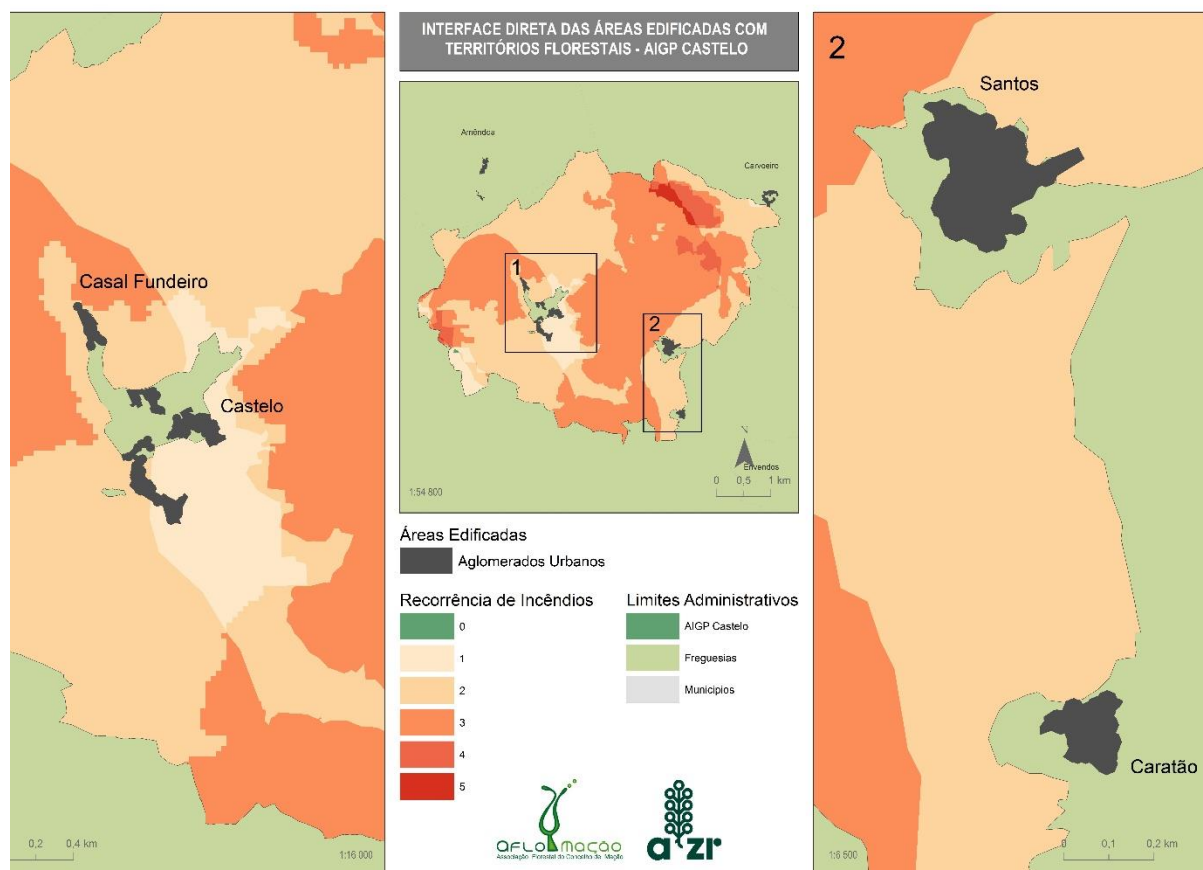 INTERFACE DIRETA DAS ÁREAS EDIFICADAS COM
TERRITÓRIOS FLORESTAIS - AIGP CASTELO
Casal Fundeiro
Castelo
0,2 0,4 km
1:16 000
Amêndoa
Carvoeiro
1
2
N
Envendos
0 0,5 1 km
1:54 800
Áreas Edificadas
Aglomerados Urbanos
Recorrência de Incêndios
0
1
2
3
4
5
Limites Administrativos
AIGP Castelo
Freguesias
Municipios
aflomação
Associação Florestal do Concelho de Mação
a zr
2
Santos
Caratão
1:6 500
0 0,1 0,2 km